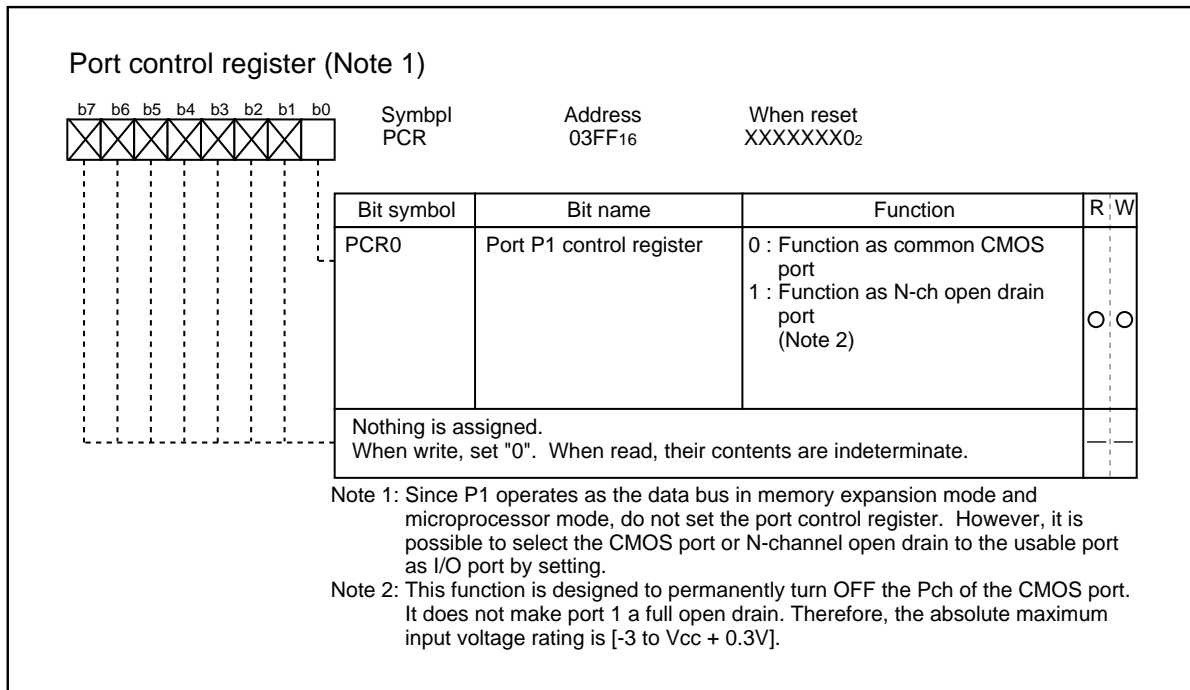 Port control register (Note 1)
b7 b6 b5 b4 b3 b2 b1 b0
Symbpl Address When reset
PCR 03FF16 XXXXXXX02
Bit symbol Bit name Function R W
PCR0 Port P1 control register 0 : Function as common CMOS
port
1 : Function as N-ch open drain
port
(Note 2)
Nothing is assigned.
When write, set "0". When read, their contents are indeterminate.
Note 1: Since P1 operates as the data bus in memory expansion mode and
microprocessor mode, do not set the port control register. However, it is
possible to select the CMOS port or N-channel open drain to the usable port
as I/O port by setting.
Note 2: This function is designed to permanently turn OFF the Pch of the CMOS port.
It does not make port 1 a full open drain. Therefore, the absolute maximum
input voltage rating is [-3 to Vcc + 0.3V].